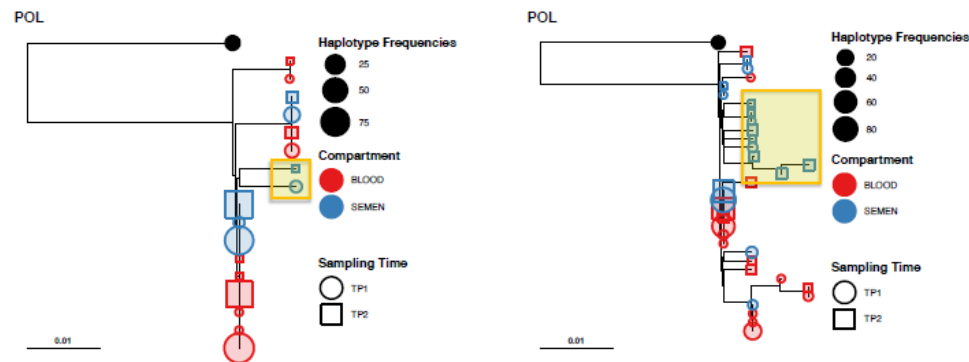 POL
Haplotype Frequencies
25
50
75
Compartment
BLOOD
SEMEN
Sampling Time
TP1
TP2
0.01
POL
Haplotype Frequencies
20
40
60
80
Compartment
BLOOD
SEMEN
Sampling Time
TP1
TP2
0.01